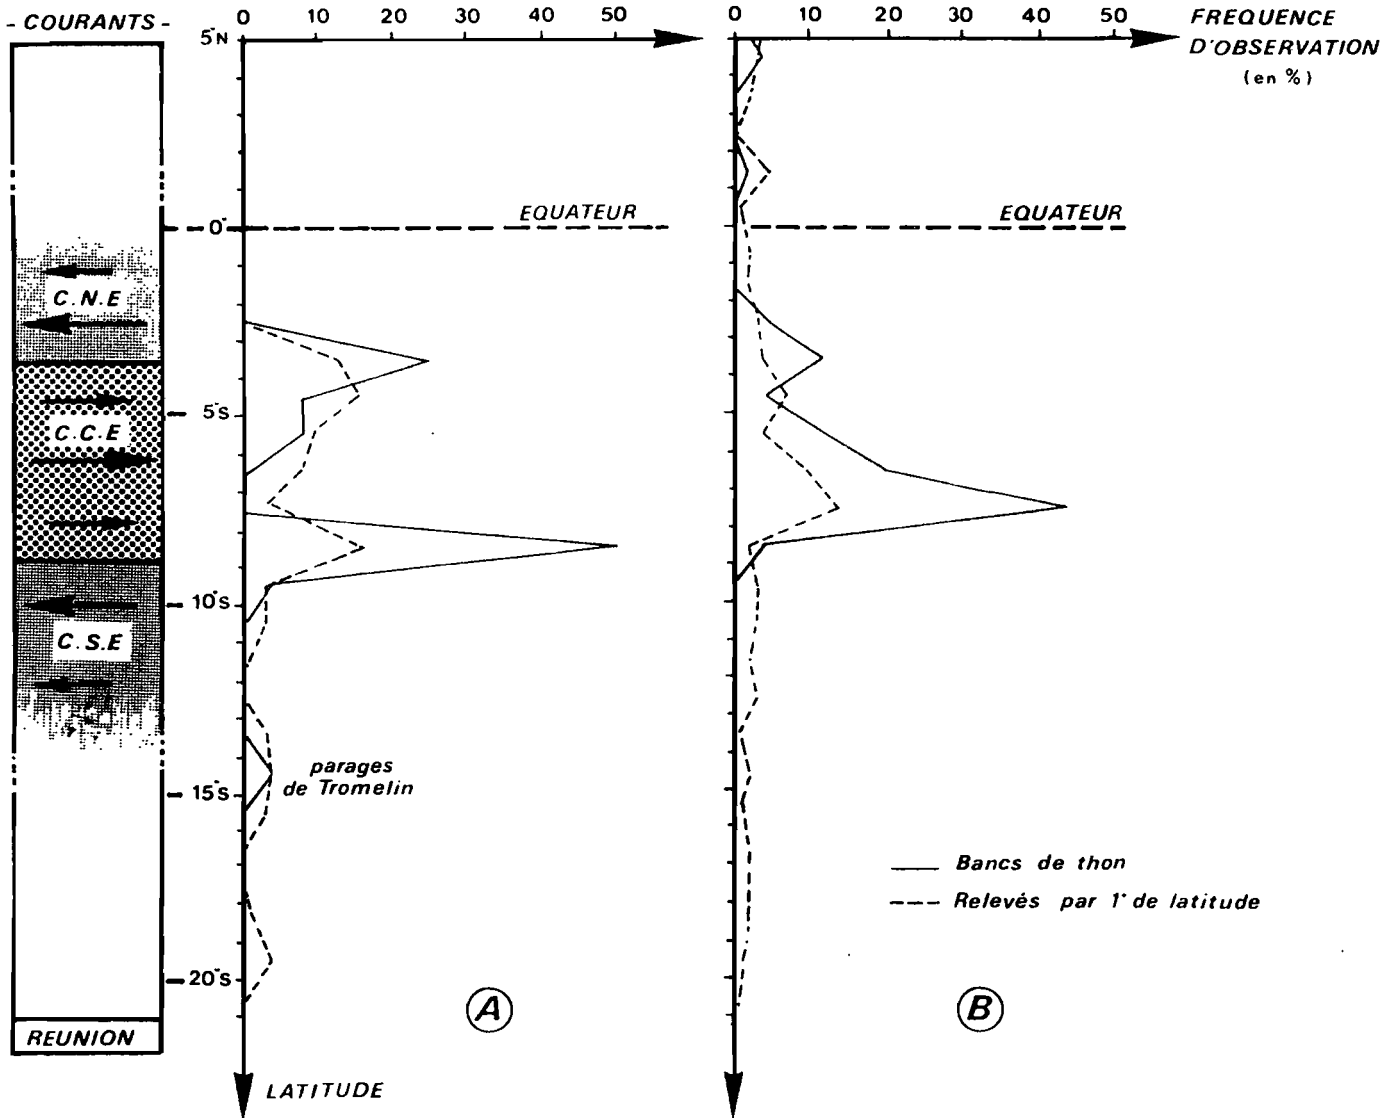 - COURANTS -
0 10 20 30 40 50
0 10 20 30 40 50
FREQUENCE
D'OBSERVATION
(en %)
5°N
EQUATEUR
EQUATEUR
0°
C.N.E
5°S
C.C.E
10°S
C.S.E
parages
de Tromelin
15°S
Bancs de thon
Relevés par 1° de latitude
20°S
A
B
REUNION
LATITUDE